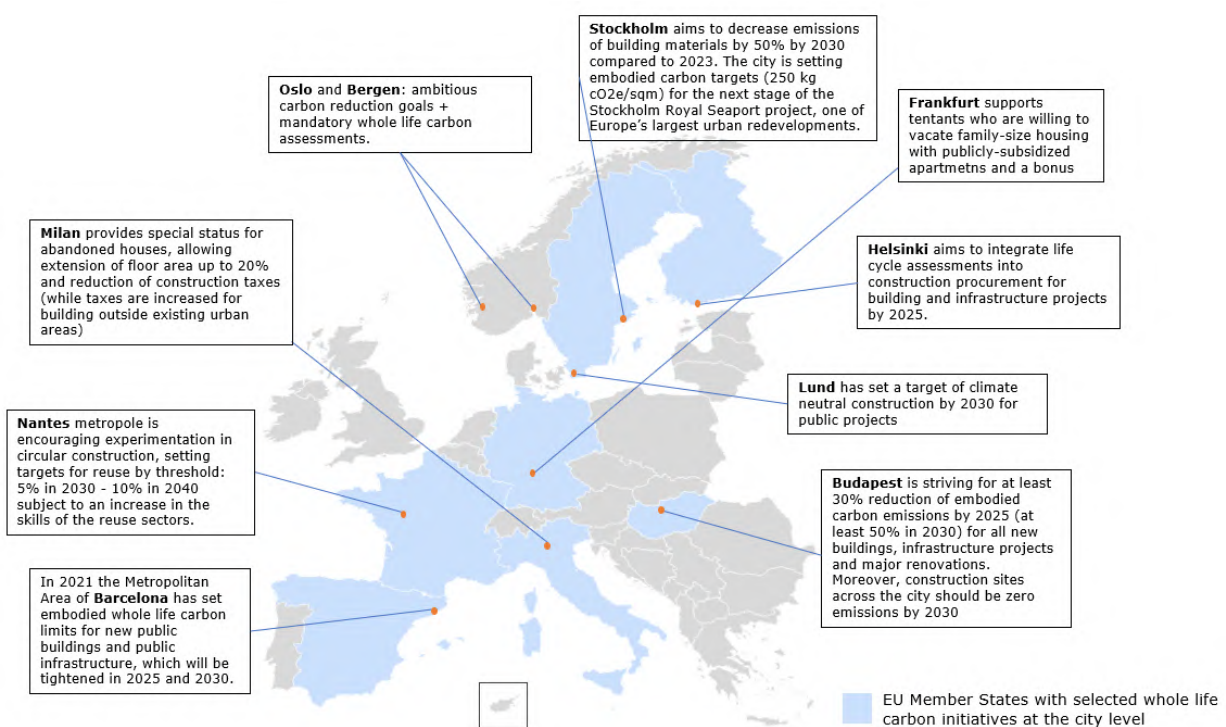 Stockholm aims to decrease emissions
of building materials by 50% by 2030
compared to 2023. The city is setting
embodied carbon targets (250 kg
cO2e/sqm) for the next stage of the
Stockholm Royal Seaport project, one of
Europe's largest urban redevelopments.
Oslo and Bergen: ambitious
carbon reduction goals +
mandatory whole life carbon
assessments.
Frankfurt supports
tentants who are willing to
vacate family-size housing
with publicly-subsidized
apartmetns and a bonus
Milan provides special status for
abandoned houses, allowing
extension of floor area up to 20%
and reduction of construction taxes
(while taxes are increased for
building outside existing urban
areas)
Helsinki aims to integrate life
cycle assessments into
construction procurement for
building and infrastructure projects
by 2025.
Lund has set a target of climate
neutral construction by 2030 for
public projects
Nantes metropole is
encouraging experimentation in
circular construction, setting
targets for reuse by threshold:
5% in 2030 - 10% in 2040
subject to an increase in the
skills of the reuse sectors.
Budapest is striving for at least
30% reduction of embodied
carbon emissions by 2025 (at
least 50% in 2030) for all new
buildings, infrastructure projects
and major renovations.
Moreover, construction sites
across the city should be zero
emissions by 2030
In 2021 the Metropolitan
Area of Barcelona has set
embodied whole life carbon
limits for new public
buildings and public
infrastructure, which will be
tightened in 2025 and 2030.
EU Member States with selected whole life
carbon initiatives at the city level